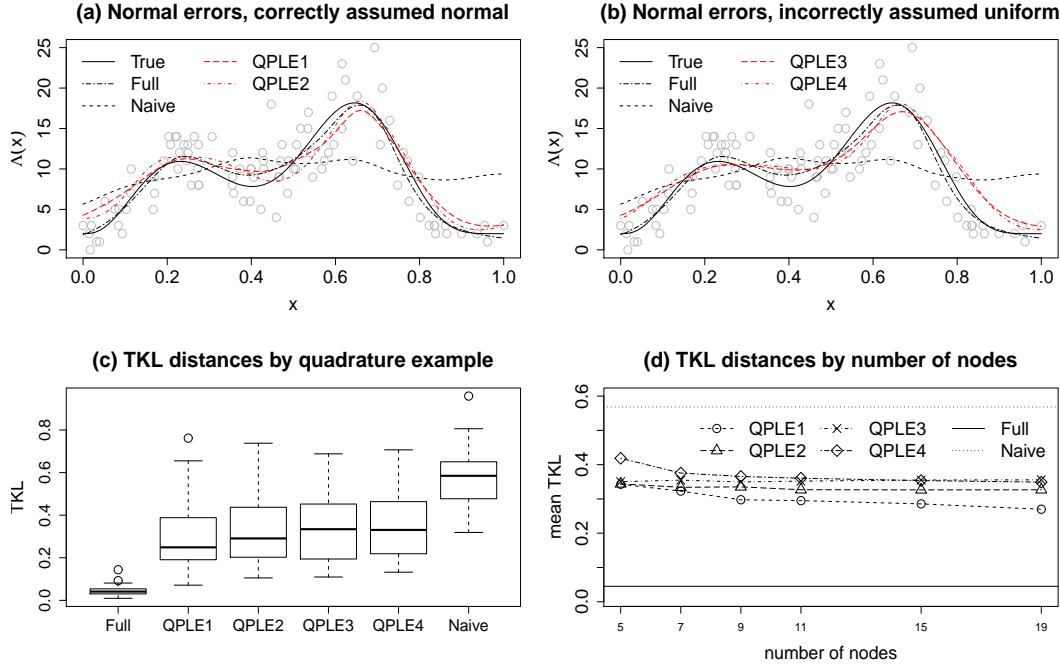 (a) Normal errors, correctly assumed normal
Λ(x)
25
20
15
10
5
0
True
Full
Naive
QPLE1
QPLE2
0.0 0.2 0.4 0.6 0.8 1.0
x
(b) Normal errors, incorrectly assumed uniform
Λ(x)
25
20
15
10
5
0
True
Full
Naive
QPLE3
QPLE4
0.0 0.2 0.4 0.6 0.8 1.0
x
(c) TKL distances by quadrature example
TKL
0.8
0.6
0.4
0.2
0.0
Full QPLE1 QPLE2 QPLE3 QPLE4 Naive
(d) TKL distances by number of nodes
mean TKL
0.6
0.4
0.2
0.0
QPLE1
QPLE2
QPLE3
QPLE4
Full
Naive
5 7 9 11 15 19
number of nodes